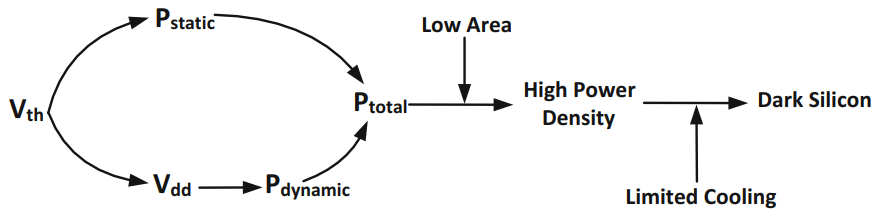 Pstatic
Low Area
Vth
Ptotal
High Power
Density
Dark Silicon
Vdd
Pdynamic
Limited Cooling